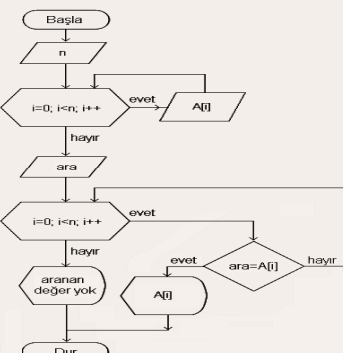 Başla
n
i=0; i<n; i++
evet
A[i]
hayır
ara
i=0; i<n; i++
evet
hayır
evet
ara=A[i]
hayır
aranan
değer yok
A[i]
Dur